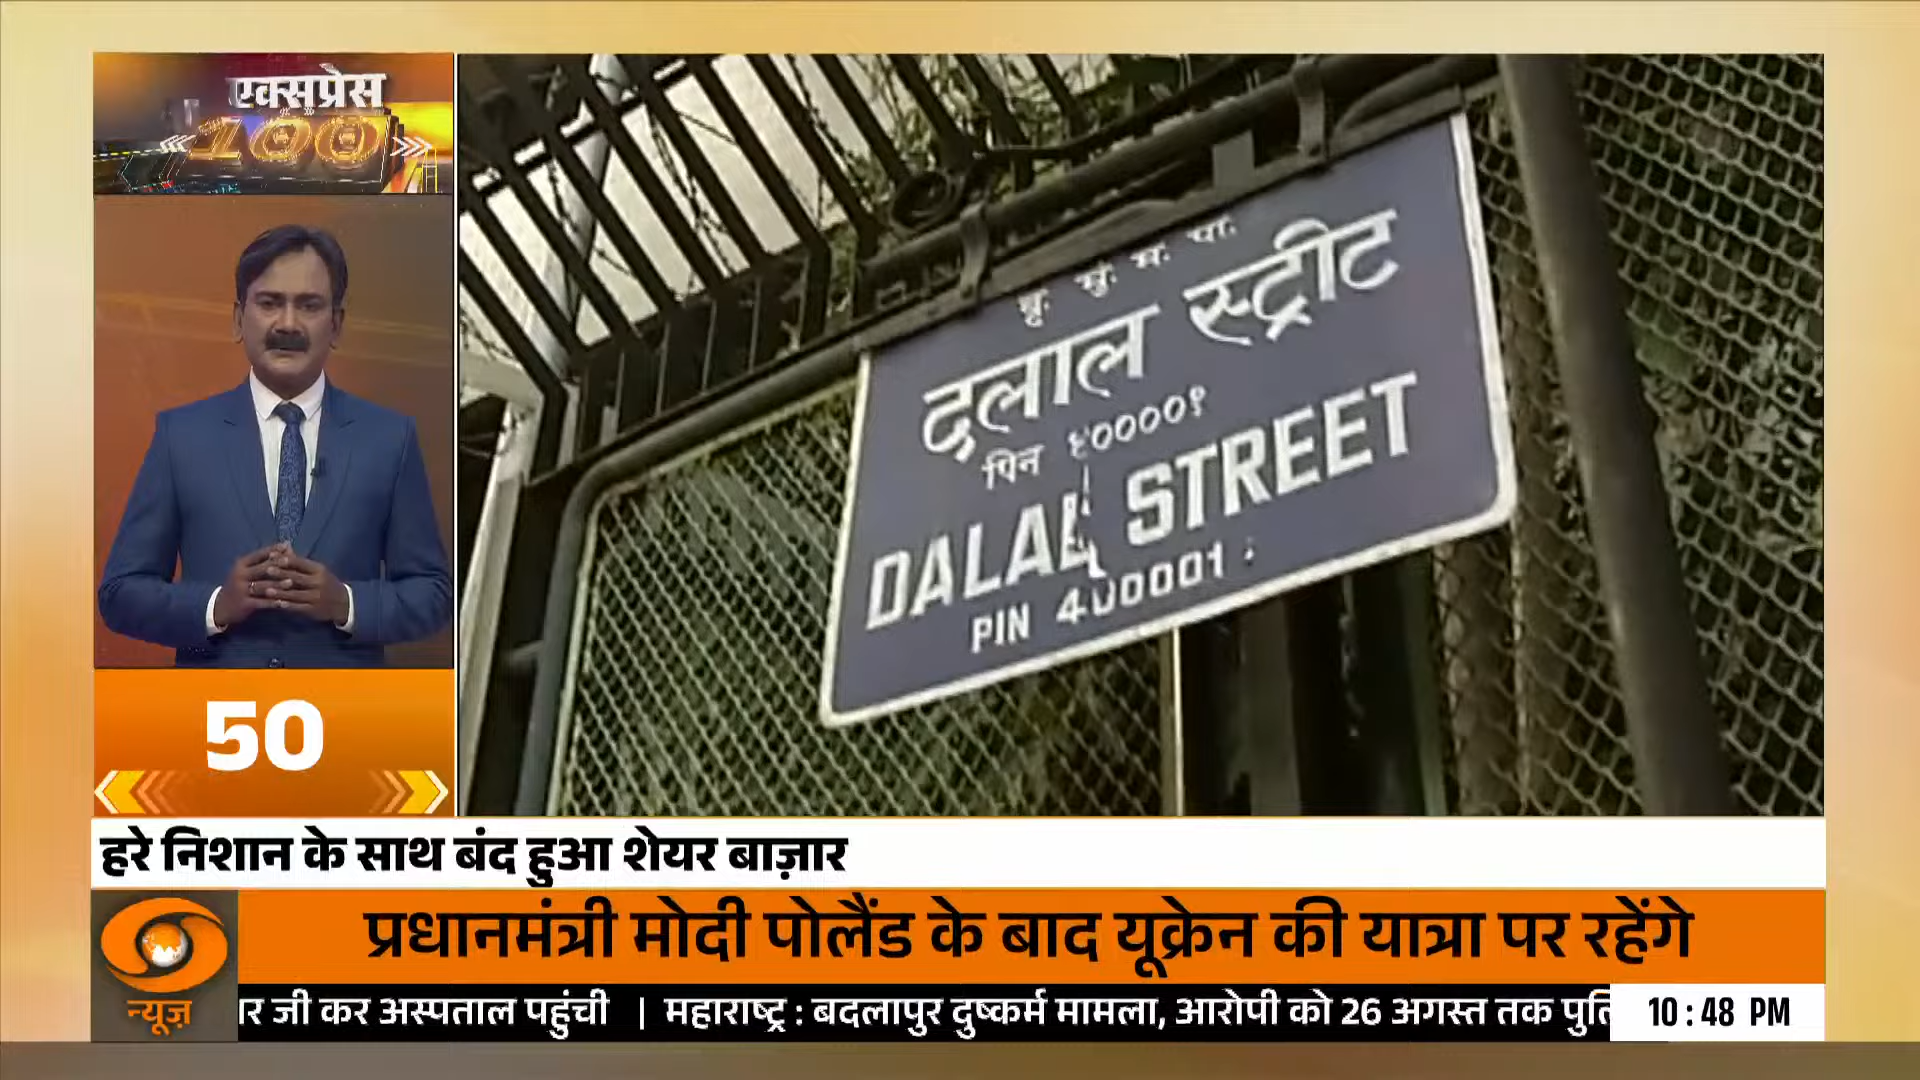 एक्सप्रेस
100
बृ. मुं. म. पा.
दलाल स्ट्रीट
पिन ४००००१
DALAL STREET
PIN 400001
50
हरे निशान के साथ बंद हुआ शेयर बाज़ार
प्रधानमंत्री मोदी पोलैंड के बाद यूक्रेन की यात्रा पर रहेंगे
न्यूज़
जी कर अस्पताल पहुंची | महाराष्ट्र : बदलापुर दुष्कर्म मामला, आरोपी को 26 अगस्त तक
10:48 PM